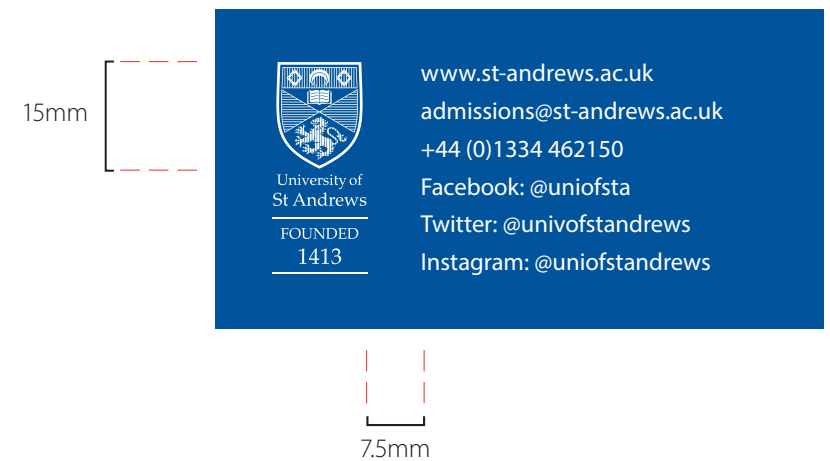 15mm
University of
St Andrews
FOUNDED
1413
www.st-andrews.ac.uk
admissions@st-andrews.ac.uk
+44 (0)1334 462150
Facebook: @uniofsta
Twitter: @univofstandrews
Instagram: @uniofstandrews
7.5mm